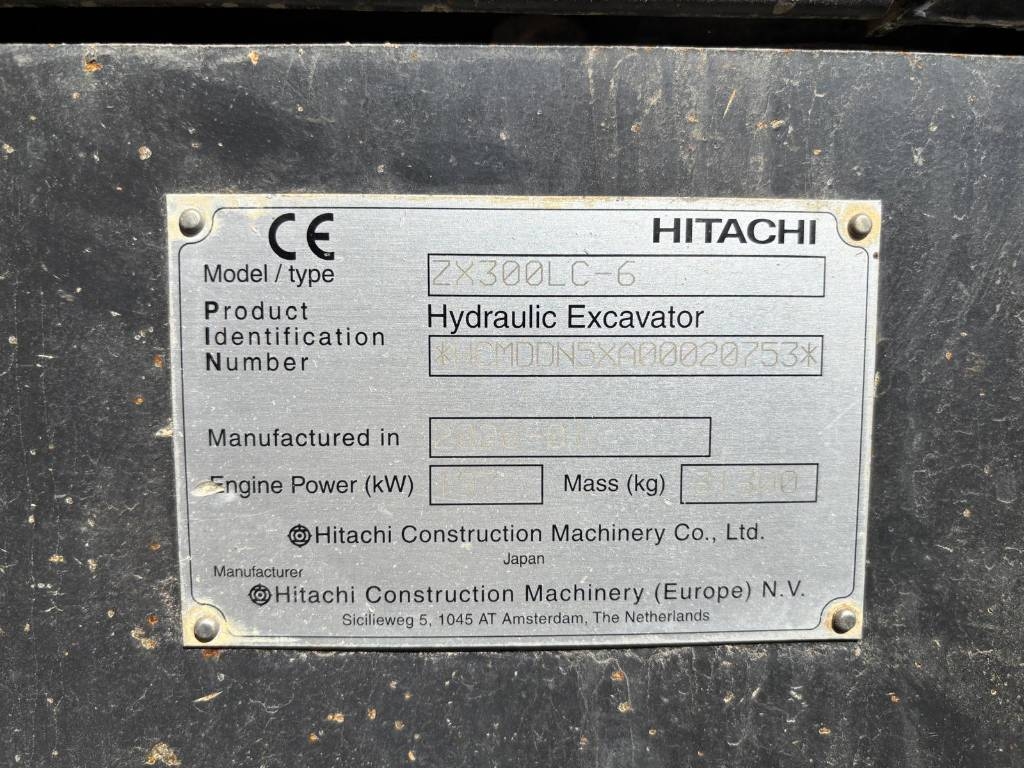 CE
HITACHI
Model / type ZX300LC-6
Product Hydraulic Excavator
Identification
Number *HCMDDN5XA00020753*
Manufactured in
Engine Power (kW) Mass (kg) 31300
Hitachi Construction Machinery Co., Ltd.
Japan
Manufacturer
Hitachi Construction Machinery (Europe) N.V.
Sicilieweg 5, 1045 AT Amsterdam, The Netherlands